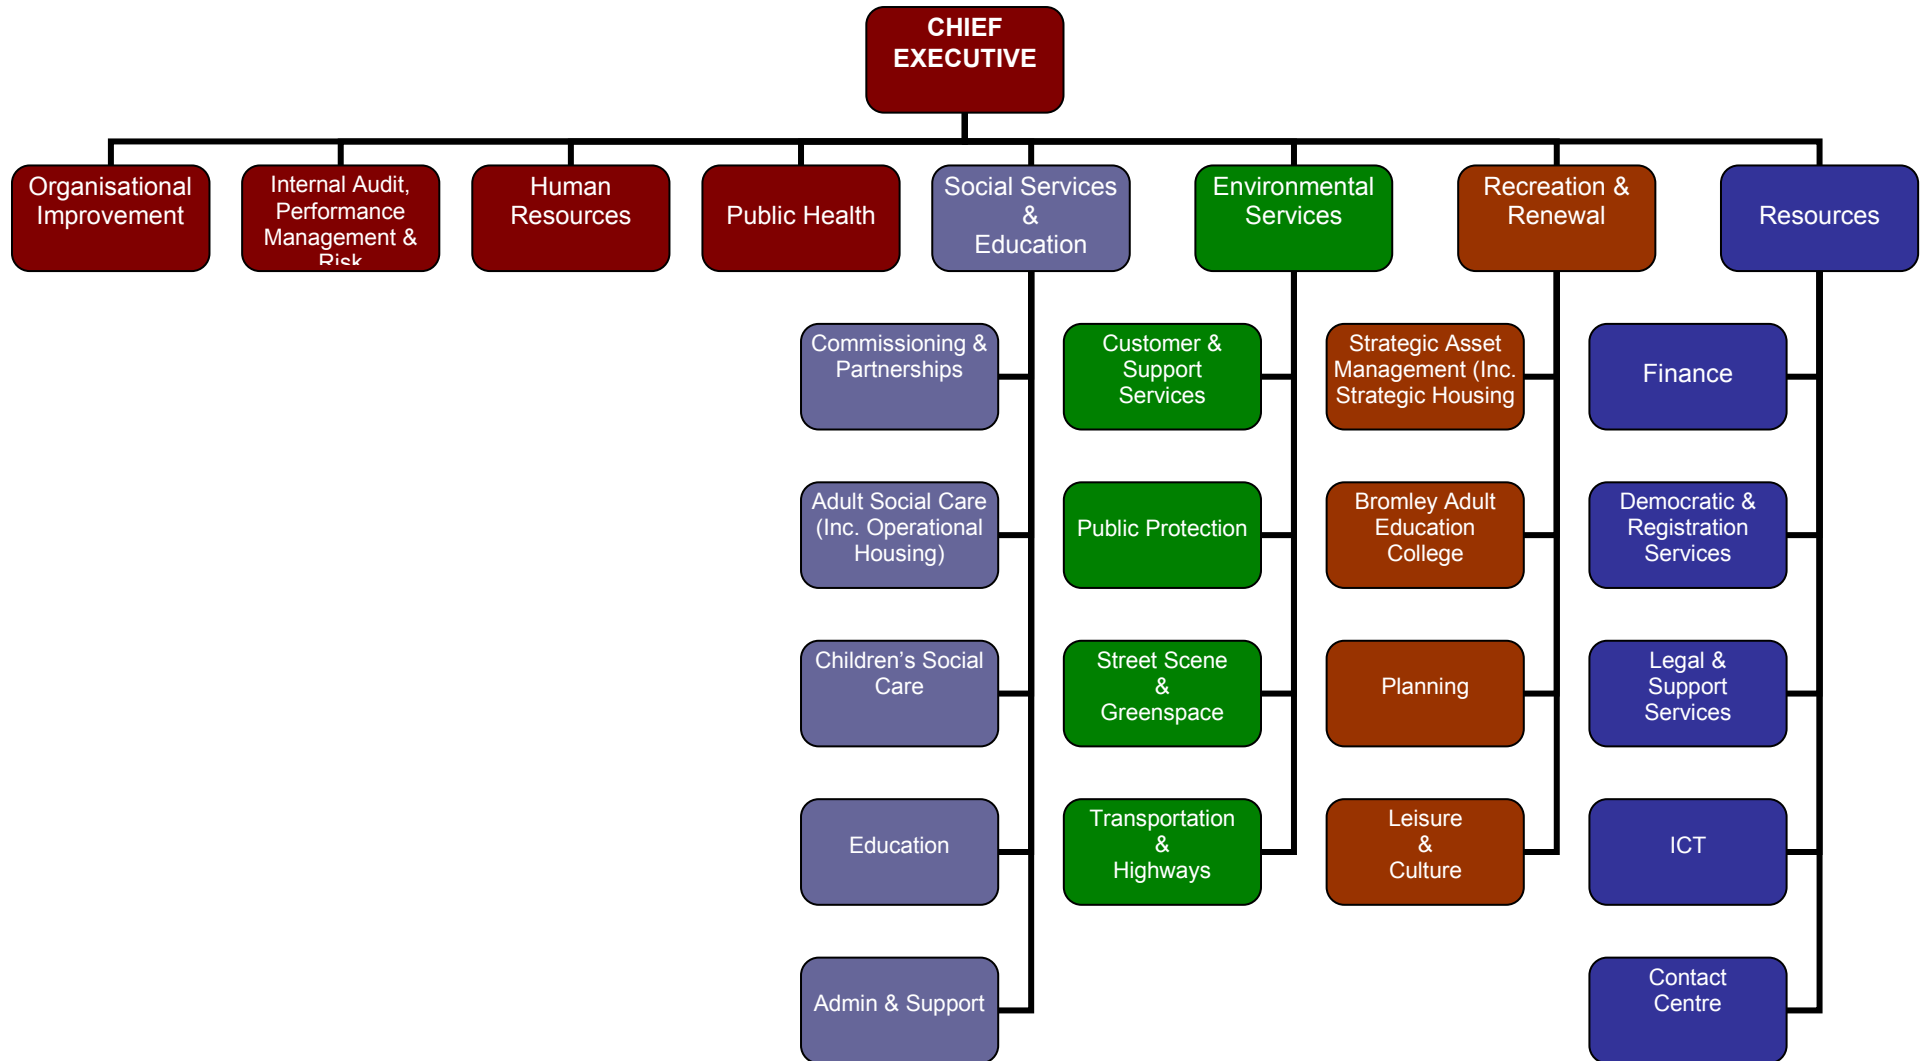 CHIEF
EXECUTIVE
Organisational
Improvement
Internal Audit,
Performance
Management &
Risk
Human
Resources
Public Health
Social Services
&
Education
Environmental
Services
Recreation &
Renewal
Resources
Commissioning &
Partnerships
Customer &
Support
Services
Strategic Asset
Management (Inc.
Strategic Housing
Finance
Adult Social Care
(Inc. Operational
Housing)
Public Protection
Bromley Adult
Education
College
Democratic &
Registration
Services
Children’s Social
Care
Street Scene
&
Greenspace
Planning
Legal &
Support
Services
Education
Transportation
&
Highways
Leisure
&
Culture
ICT
Admin & Support
Contact
Centre